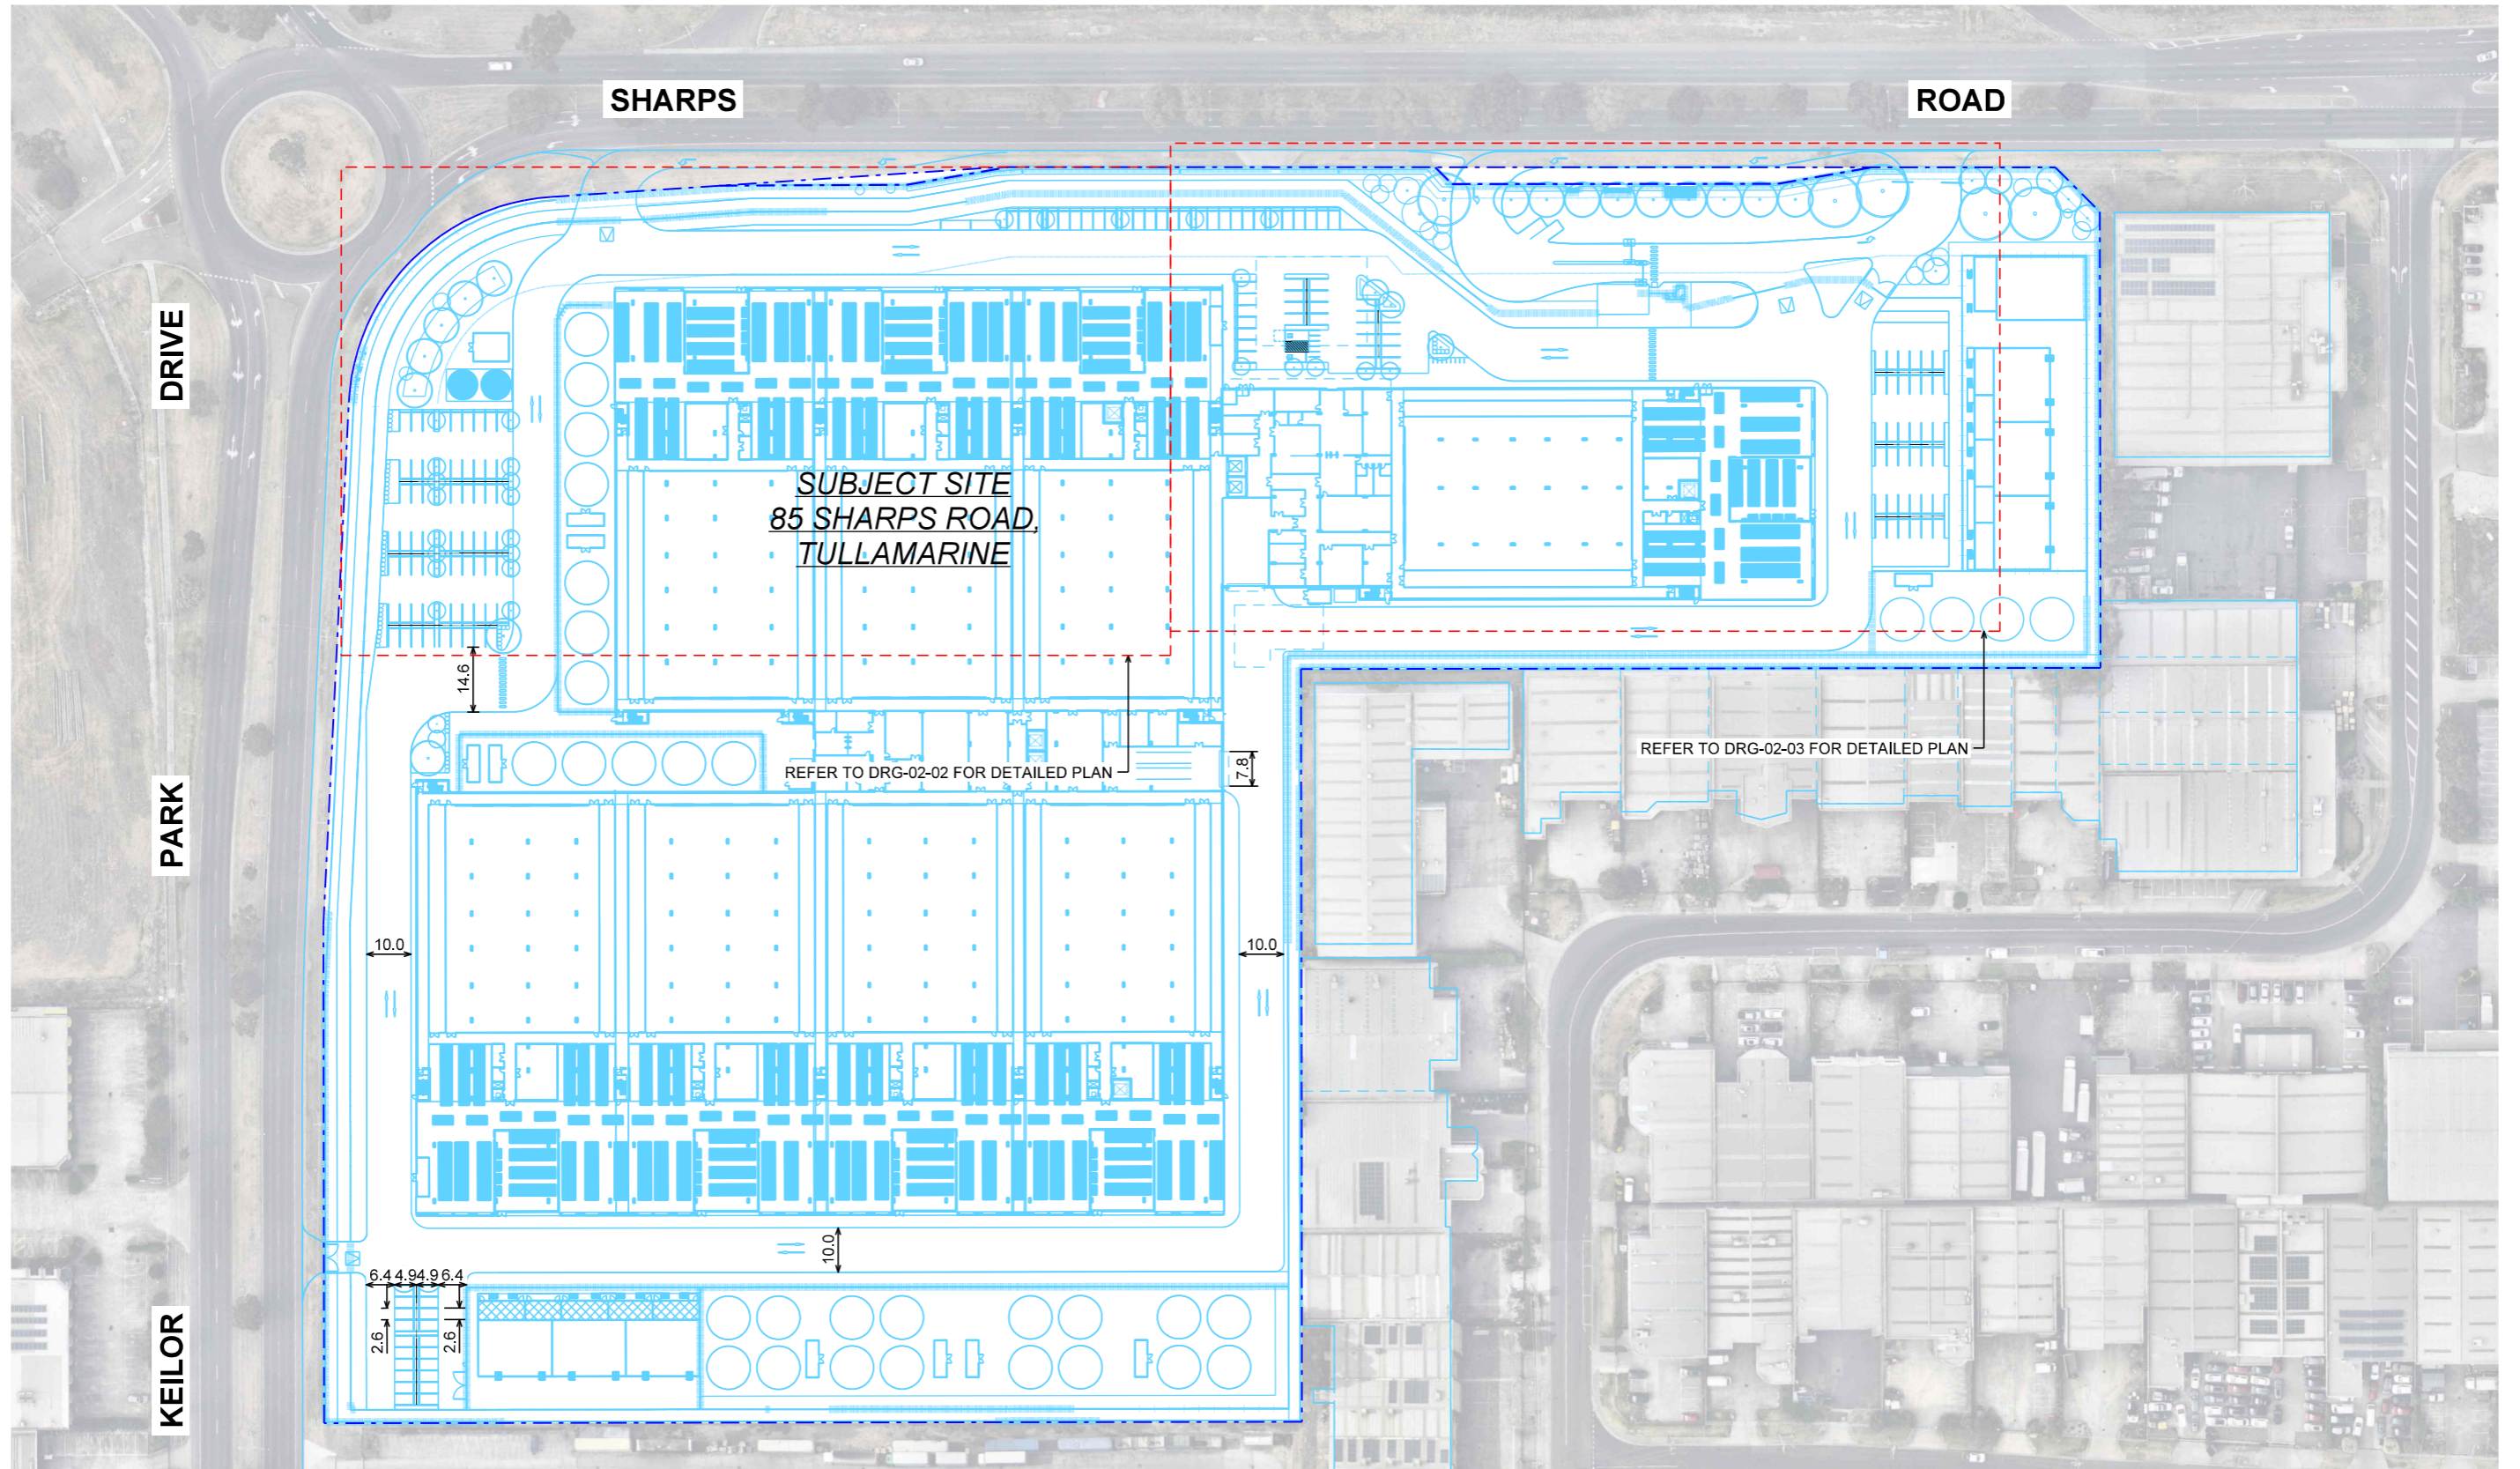 SHARPS
ROAD
DRIVE
SUBJECT SITE
85 SHARPS ROAD,
TULLAMARINE
14.6
REFER TO DRG-02-03 FOR DETAILED PLAN
REFER TO DRG-02-02 FOR DETAILED PLAN
7.8
PARK
10.0
10.0
10.0
6.4
4.9
4.9
6.4
2.6
2.6
KEILOR